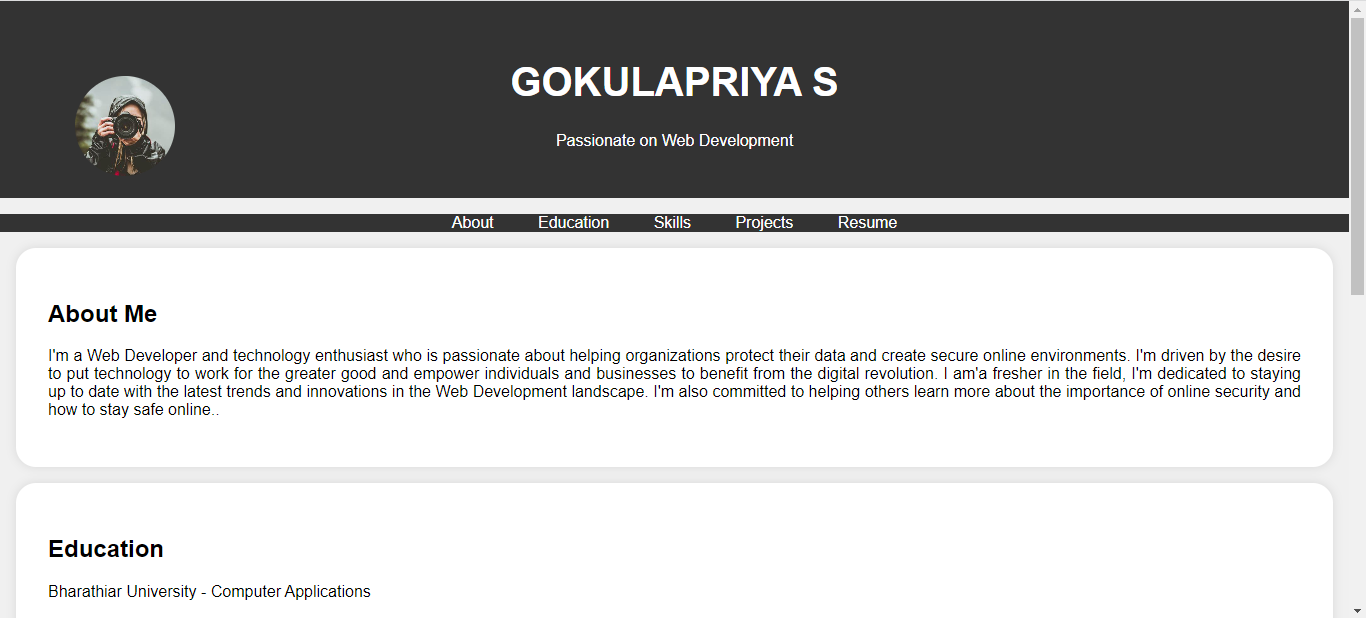 GOKULAPRIYA S
Passionate on Web Development
About Education Skills Projects Resume
About Me
I'm a Web Developer and technology enthusiast who is passionate about helping organizations protect their data and create secure online environments. I'm driven by the desire
to put technology to work for the greater good and empower individuals and businesses to benefit from the digital revolution. I am'a fresher in the field, I'm dedicated to staying
up to date with the latest trends and innovations in the Web Development landscape. I'm also committed to helping others learn more about the importance of online security and
how to stay safe online..
Education
Bharathiar University - Computer Applications